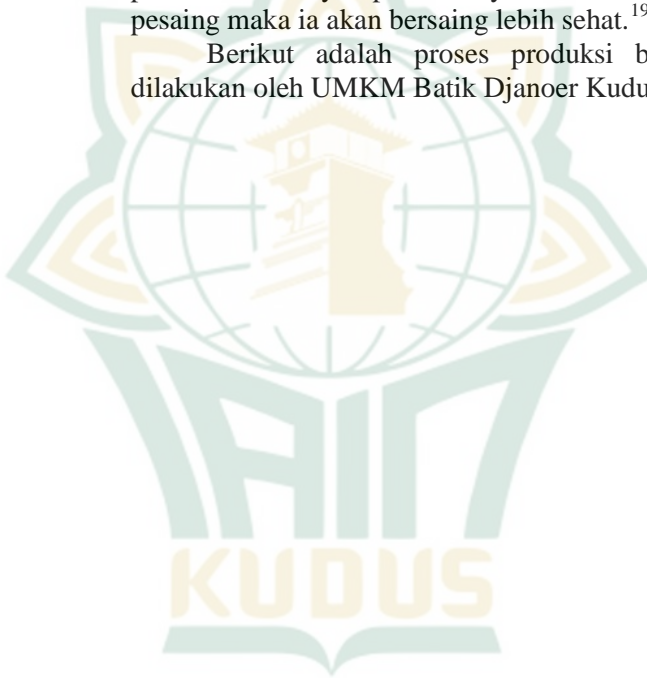 pesaing maka ia akan bersaing lebih sehat.19
Berikut adalah proses produksi b
dilakukan oleh UMKM Batik Djanoer Kudu
IAIN
KUDUS